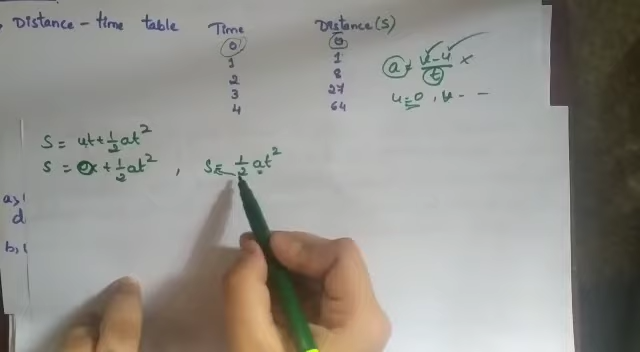 Distance - time table Time Distance (S)
0 0
1 1
2 8
3 27
4 64
a = v-u/t ×
u=0, v - -
S = ut + 1/2 at²
S = 0x + 1/2 at² , S = 1/2 at²
a,
d
b,